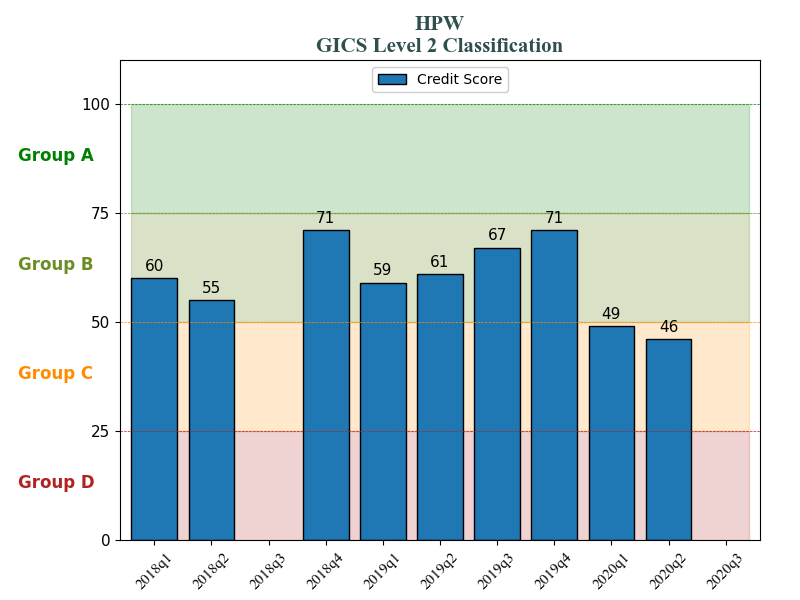 HPW
GICS Level 2 Classification
Credit Score
100
Group A
75
71
71
67
Group B
60
55
59
61
50
49
46
Group C
25
Group D
0
2018q1
2018q2
2018q3
2018q4
2019q1
2019q2
2019q3
2019q4
2020q1
2020q2
2020q3